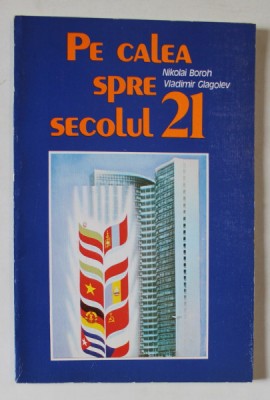 PE CALEA
Nikolai Boroh
SPRE
Vladimir Glagolev
SECOLUL 21